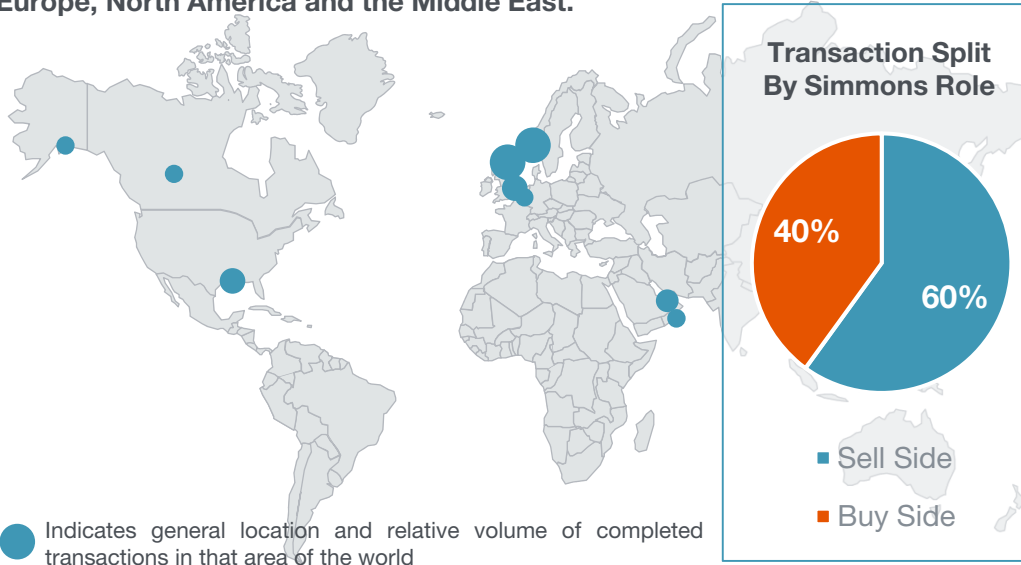 Europe, North America and the Middle East.
Transaction Split
By Simmons Role
40%
60%
Sell Side
Buy Side
Indicates general location and relative volume of completed
transactions in that area of the world